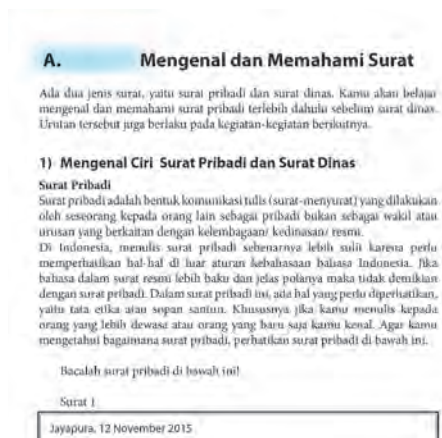 A. Mengenal dan Memahami Surat
Ada dua jenis surat, yaitu surat pribadi dan surat dinas. Kamu akan belajar
mengenal dan memahami surat pribadi terlebih dahulu sebelum surat dinas.
Urutan tersebut juga berlaku pada kegiatan-kegiatan berikutnya.
1) Mengenal Ciri Surat Pribadi dan Surat Dinas
Surat Pribadi
Surat pribadi adalah bentuk komunikasi tulis (surat-menyurat) yang dilakukan
oleh seseorang kepada orang lain sebagai pribadi bukan sebagai wakil atau
urusan yang berkaitan dengan kelembagaan/ kedinasan/ resmi.
Di Indonesia, menulis surat pribadi sebenarnya lebih sulit karena perlu
memperhatikan hal-hal di luar aturan kebahasaan bahasa Indonesia. Jika
bahasa dalam surat resmi lebih baku dan jelas polanya maka tidak demikian
dengan surat pribadi. Dalam surat pribadi ini, ada hal yang perlu diperhatikan,
yaitu tata etika atau sopan santun. Khususnya jika kamu menulis kepada
orang yang lebih dewasa atau orang yang baru saja kamu kenal. Agar kamu
mengetahui bagaimana surat pribadi, perhatikan surat pribadi di bawah ini.
Bacalah surat pribadi di bawah ini!
Surat 1
Jayapura, 12 November 2015